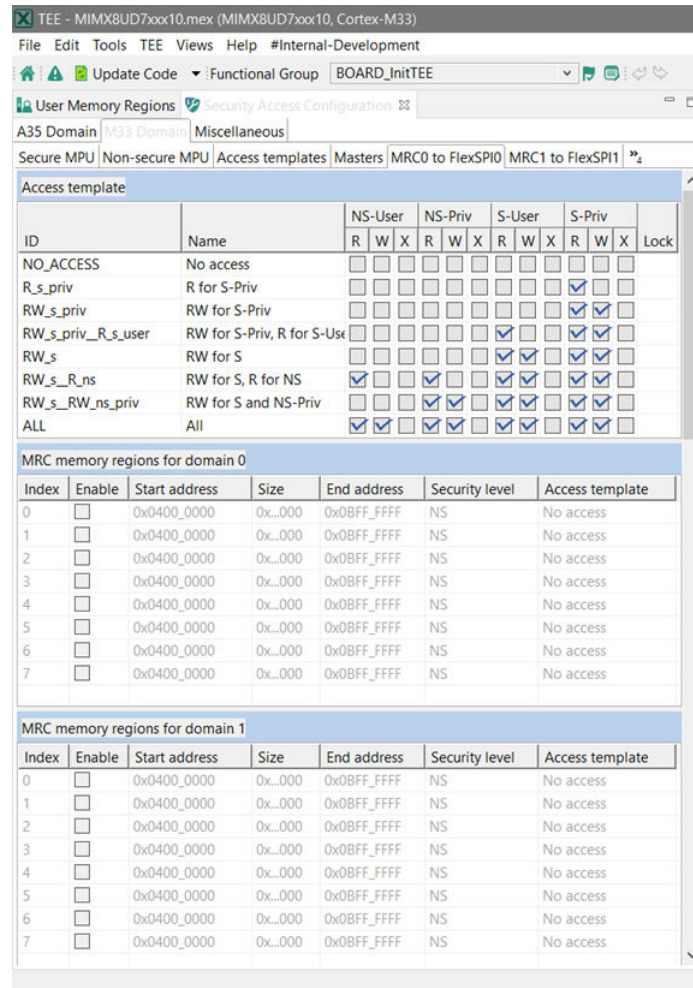 TEE - MIMX8UD7xxx10.mex (MIMX8UD7xxx10, Cortex-M33)
File Edit Tools TEE Views Help #Internal-Development
Update Code Functional Group BOARD_InitTEE
User Memory Regions Security Access Configuration
A35 Domain M33 Domain Miscellaneous
Secure MPU Non-secure MPU Access templates Masters MRC0 to FlexSPI0 MRC1 to FlexSPI1 »4
Access template
NS-User NS-Priv S-User S-Priv
ID Name R W X R W X R W X R W X Lock
NO_ACCESS No access
R_s_priv R for S-Priv
RW_s_priv RW for S-Priv
RW_s_priv__R_s_user RW for S-Priv, R for S-Use
RW_s RW for S
RW_s__R_ns RW for S, R for NS
RW_s__RW_ns_priv RW for S and NS-Priv
ALL All
MRC memory regions for domain 0
Index Enable Start address Size End address Security level Access template
0 0x0400_0000 0x...000 0x0BFF_FFFF NS No access
1 0x0400_0000 0x...000 0x0BFF_FFFF NS No access
2 0x0400_0000 0x...000 0x0BFF_FFFF NS No access
3 0x0400_0000 0x...000 0x0BFF_FFFF NS No access
4 0x0400_0000 0x...000 0x0BFF_FFFF NS No access
5 0x0400_0000 0x...000 0x0BFF_FFFF NS No access
6 0x0400_0000 0x...000 0x0BFF_FFFF NS No access
7 0x0400_0000 0x...000 0x0BFF_FFFF NS No access
MRC memory regions for domain 1
Index Enable Start address Size End address Security level Access template
0 0x0400_0000 0x...000 0x0BFF_FFFF NS No access
1 0x0400_0000 0x...000 0x0BFF_FFFF NS No access
2 0x0400_0000 0x...000 0x0BFF_FFFF NS No access
3 0x0400_0000 0x...000 0x0BFF_FFFF NS No access
4 0x0400_0000 0x...000 0x0BFF_FFFF NS No access
5 0x0400_0000 0x...000 0x0BFF_FFFF NS No access
6 0x0400_0000 0x...000 0x0BFF_FFFF NS No access
7 0x0400_0000 0x...000 0x0BFF_FFFF NS No access